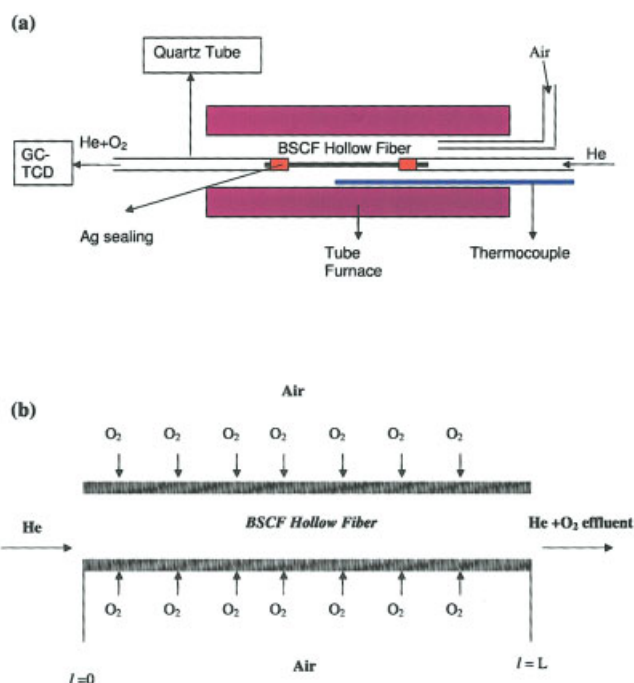 (a)
Quartz Tube
Air
He+O₂
BSCF Hollow Fiber
He
GC-
TCD
Ag sealing
Tube
Furnace
Thermocouple
(b)
Air
O₂ O₂ O₂ O₂ O₂ O₂ O₂
He
BSCF Hollow Fiber
He +O₂ effluent
O₂ O₂ O₂ O₂ O₂ O₂ O₂
l=0
Air
l = L